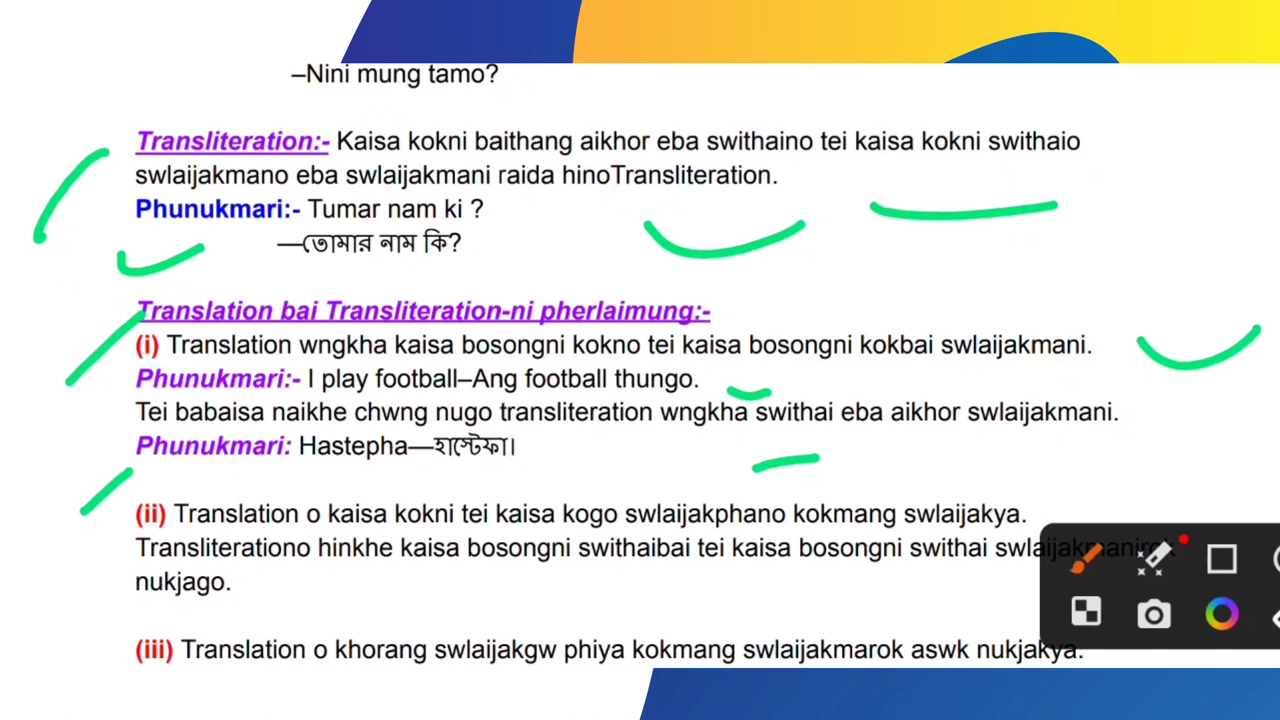 –Nini mung tamo?
Transliteration:- Kaisa kokni baithang aikhor eba swithaino tei kaisa kokni swithaio
swlaijakmano eba swlaijakmani raida hinoTransliteration.
Phunukmari:- Tumar nam ki ?
—তোমার নাম কি?
Translation bai Transliteration-ni pherlaimung:-
(i) Translation wngkha kaisa bosongni kokno tei kaisa bosongni kokbai swlaijakmani.
Phunukmari:- I play football–Ang football thungo.
Tei babaisa naikhe chwng nugo transliteration wngkha swithai eba aikhor swlaijakmani.
Phunukmari: Hastepha—হাস্টেফা।
(ii) Translation o kaisa kokni tei kaisa kogo swlaijakphano kokmang swlaijakya.
Transliterationo hinkhe kaisa bosongni swithaibai tei kaisa bosongni swithai swlaijakmanirok
nukjago.
(iii) Translation o khorang swlaijakgw phiya kokmang swlaijakmarok aswk nukjakya.